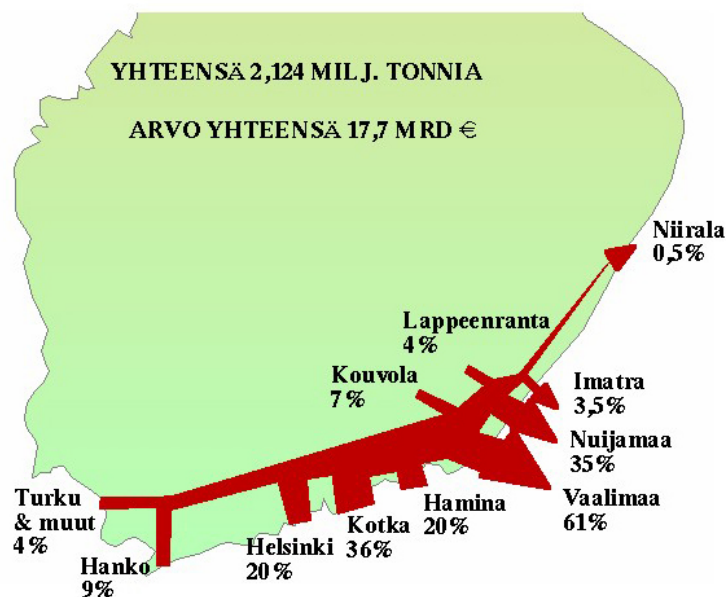 YHTEENSÄ 2,124 MILJ. TONNIA
ARVO YHTEENSÄ 17,7 MRD €
Niirala
0,5%
Lappeenranta
4%
Kouvola
7%
Imatra
3,5%
Nuijamaa
35%
Vaalimaa
61%
Hamina
20%
Kotka
36%
Helsinki
20%
Turku
& muut
4%
Hanko
9%